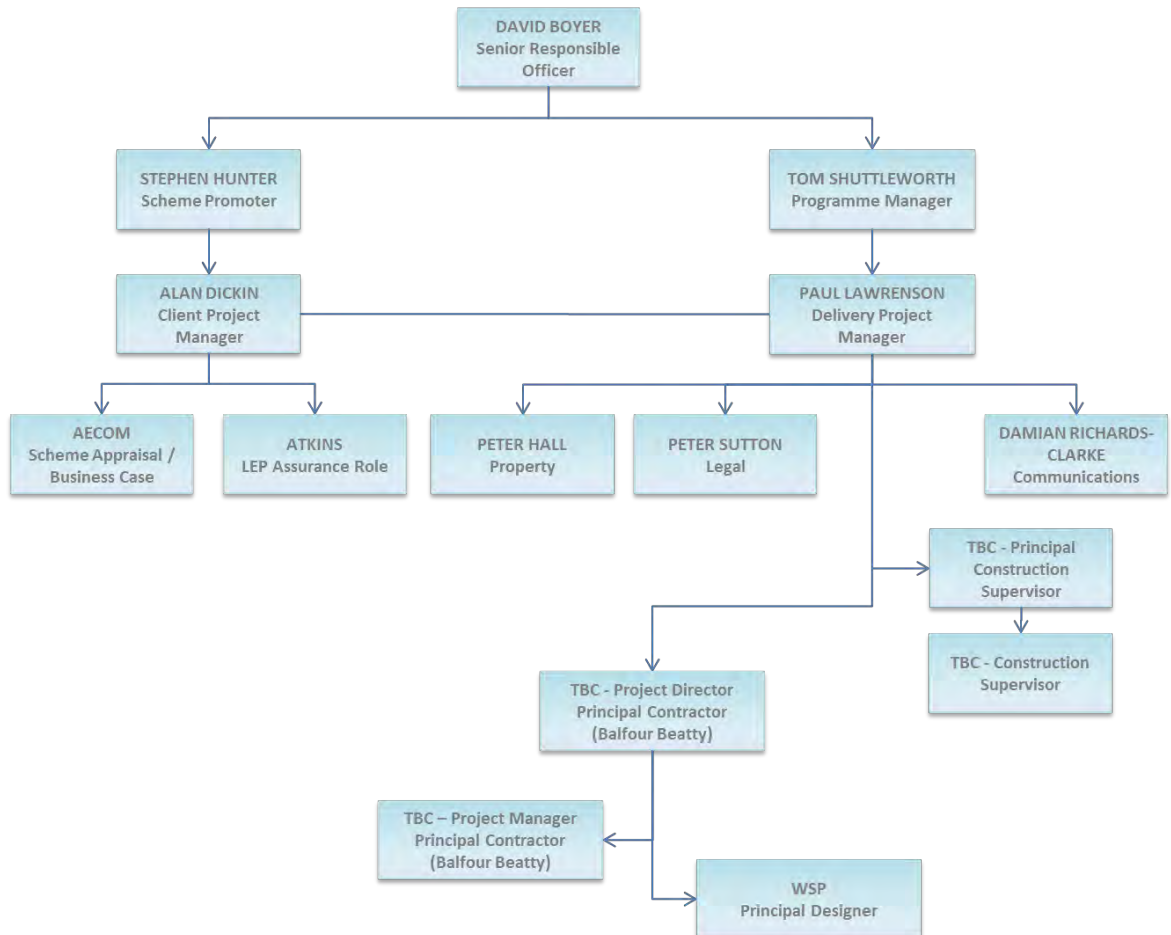 DAVID BOYER
Senior Responsible
Officer
STEPHEN HUNTER
Scheme Promoter
TOM SHUTTLEWORTH
Programme Manager
ALAN DICKIN
Client Project
Manager
PAUL LAWRENSON
Delivery Project
Manager
AECOM
Scheme Appraisal /
Business Case
ATKINS
LEP Assurance Role
PETER HALL
Property
PETER SUTTON
Legal
DAMIAN RICHARDS-
CLARKE
Communications
TBC - Principal
Construction
Supervisor
TBC - Construction
Supervisor
TBC - Project Director
Principal Contractor
(Balfour Beatty)
TBC – Project Manager
Principal Contractor
(Balfour Beatty)
WSP
Principal Designer